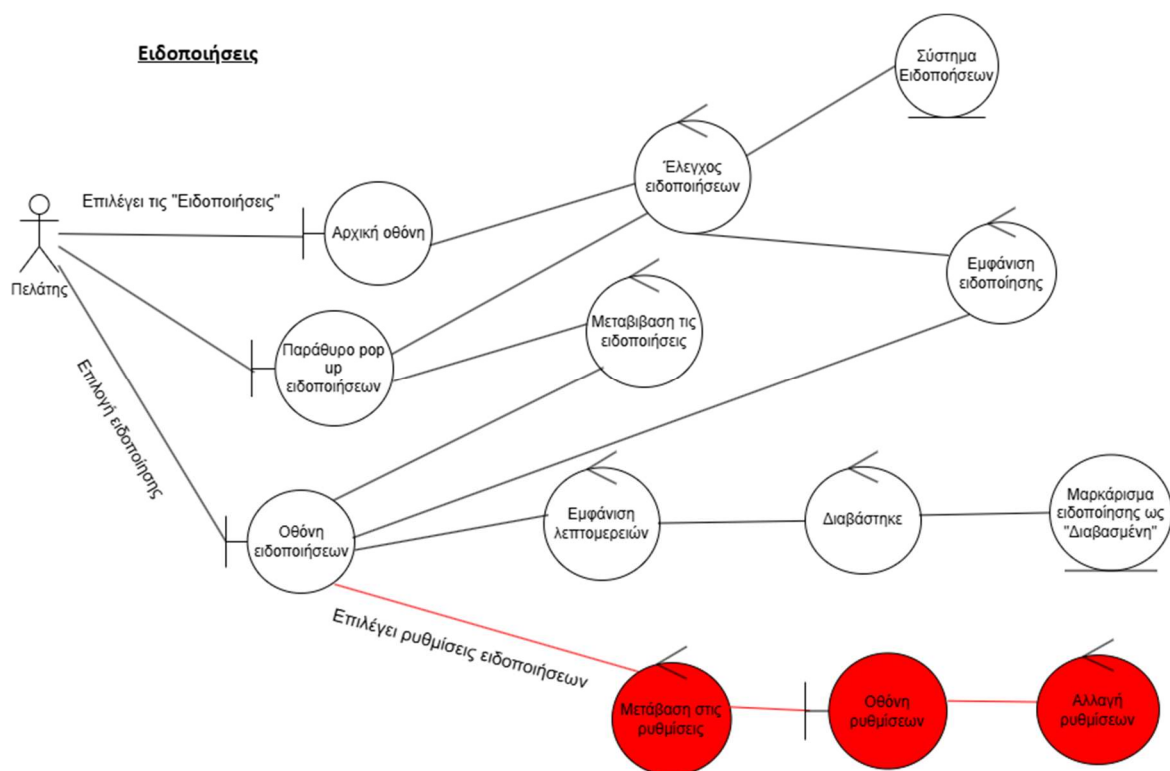 Ειδοποιήσεις
Σύστημα
Ειδοποήσεων
Έλεγχος
ειδοποιήσεων
Επιλέγει τις "Ειδοποιήσεις"
Αρχική οθόνη
Πελάτης
Εμφάνιση
ειδοποίησης
Μεταβιβαση τις
ειδοποιήσεις
Παράθυρο pop
up
ειδοποιήσεων
Επιλογή ειδοποίησης
Οθόνη
ειδοποιήσεων
Εμφάνιση
λεπτομερειών
Διαβάστηκε
Μαρκάρισμα
ειδοποίησης ως
"Διαβασμένη"
Επιλέγει ρυθμίσεις ειδοποιήσεων
Μετάβαση στις
ρυθμίσεις
Οθόνη
ρυθμίσεων
Αλλαγή
ρυθμίσεων